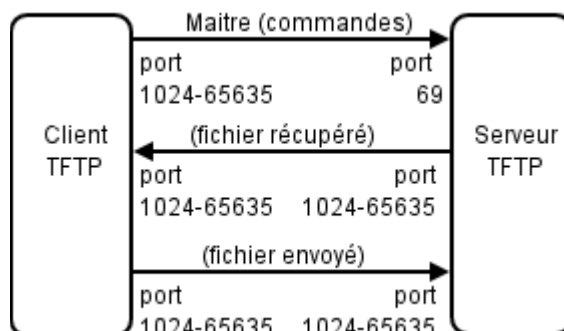 Maitre (commandes)
port port
1024-65635 69
Client
TFTP
(fichier récupéré)
Serveur
TFTP
port port
1024-65635 1024-65635
(fichier envoyé)
port port
1024-65635 1024-65635